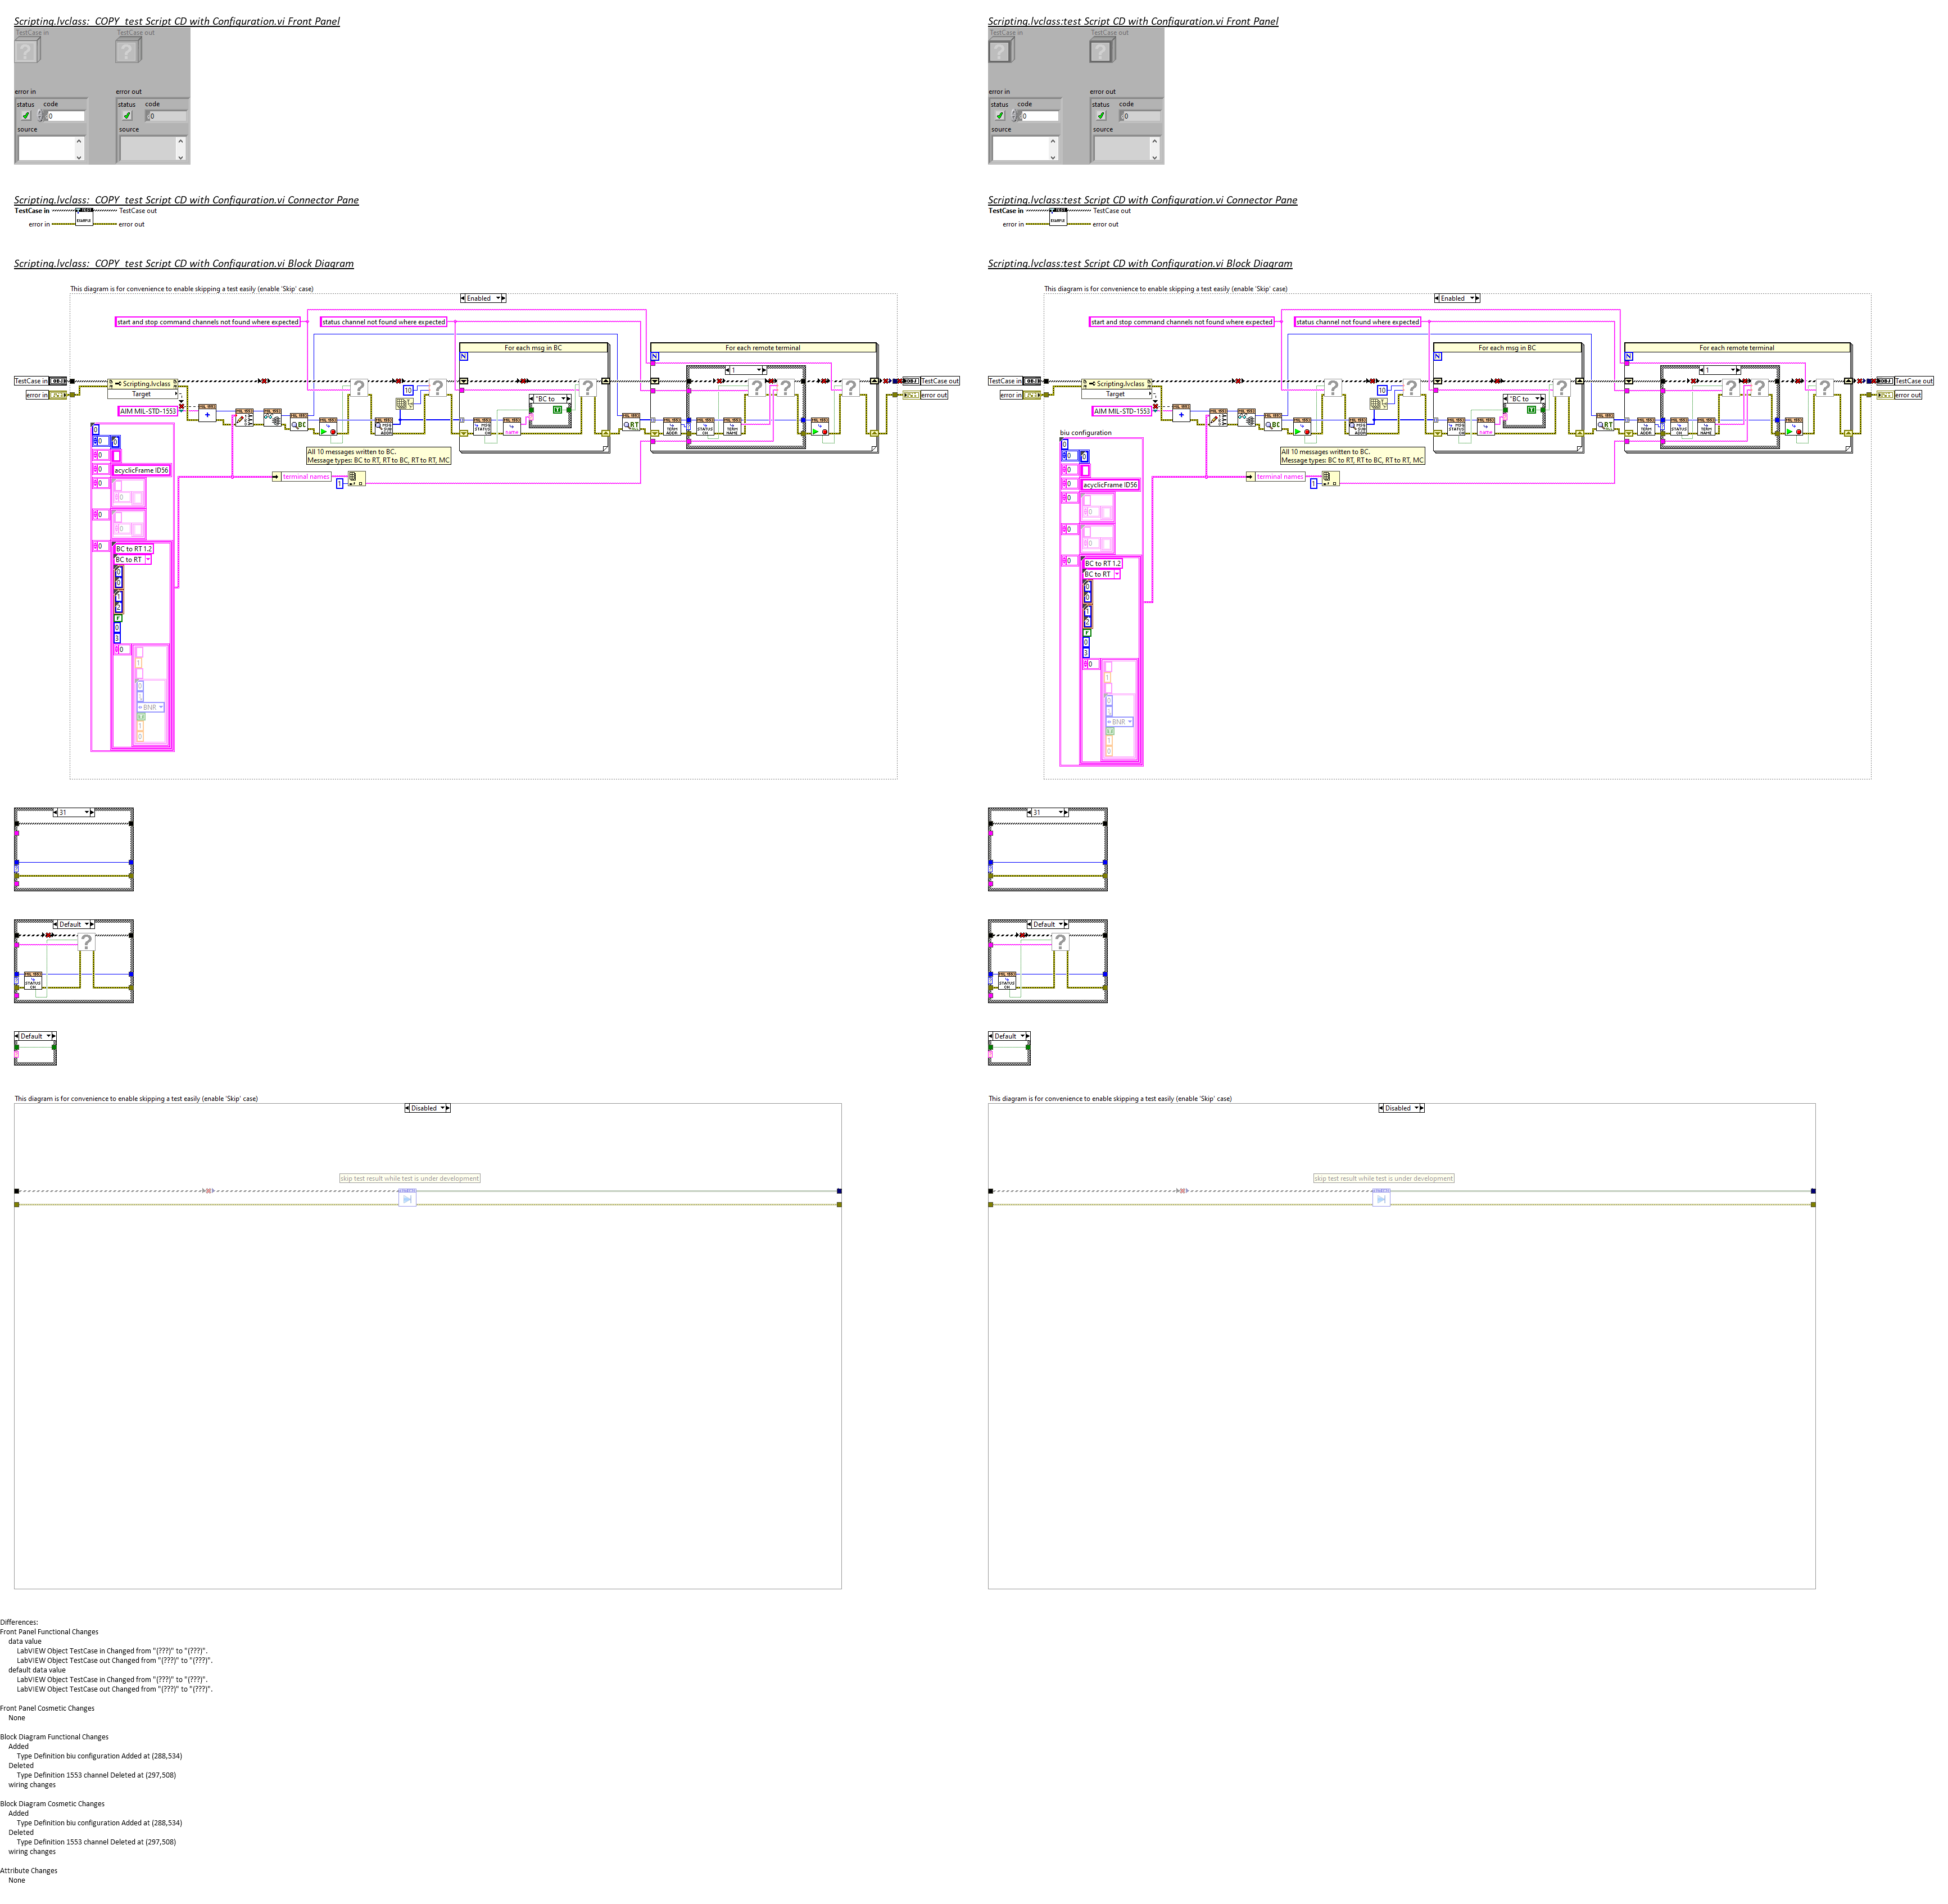 Scripting.lvclass:_COPY_test Script CD with Configuration.vi Front Panel
TestCase in
TestCase out
error in
error out
status
code
status
code
0
0
source
source
Scripting.lvclass:_COPY_test Script CD with Configuration.vi Connector Pane
TestCase in
TestCase out
error in
error out
Scripting.lvclass:_COPY_test Script CD with Configuration.vi Block Diagram
This diagram is for convenience to enable skipping a test easily (enable 'Skip' case)
Enabled
start and stop command channels not found where expected
status channel not found where expected
For each msg in BC
For each remote terminal
N
N
1
TestCase in
TestCase out
Scripting.lvclass
Target
error in
error out
10
"BC to
AIM MIL-STD-1553
BC
RT
All 10 messages written to BC.
Message types: BC to RT, RT to BC, RT to RT, MC
acyclicFrame ID56
terminal names
1
BC to RT 1.2
BC to RT
0
0
1
2
F
0
3
0
= BNR
31
Default
STATUS
Default
This diagram is for convenience to enable skipping a test easily (enable 'Skip' case)
Disabled
skip test result while test is under development
Scripting.lvclass:test Script CD with Configuration.vi Front Panel
TestCase in
TestCase out
error in
error out
status
code
status
code
0
0
source
source
Scripting.lvclass:test Script CD with Configuration.vi Connector Pane
TestCase in
TestCase out
error in
error out
Scripting.lvclass:test Script CD with Configuration.vi Block Diagram
This diagram is for convenience to enable skipping a test easily (enable 'Skip' case)
Enabled
start and stop command channels not found where expected
status channel not found where expected
For each msg in BC
For each remote terminal
N
N
1
TestCase in
TestCase out
Scripting.lvclass
Target
error in
error out
10
"BC to
AIM MIL-STD-1553
BC
RT
biu configuration
All 10 messages written to BC.
Message types: BC to RT, RT to BC, RT to RT, MC
terminal names
1
acyclicFrame ID56
BC to RT 1.2
BC to RT
0
0
1
2
F
0
3
0
= BNR
31
Default
STATUS
Default
This diagram is for convenience to enable skipping a test easily (enable 'Skip' case)
Disabled
skip test result while test is under development
Differences:
Front Panel Functional Changes
data value
LabVIEW Object TestCase in Changed from "(???)" to "(???)".
LabVIEW Object TestCase out Changed from "(???)" to "(???)".
default data value
LabVIEW Object TestCase in Changed from "(???)" to "(???)".
LabVIEW Object TestCase out Changed from "(???)" to "(???)".
Front Panel Cosmetic Changes
None
Block Diagram Functional Changes
Added
Type Definition biu configuration Added at (288,534)
Deleted
Type Definition 1553 channel Deleted at (297,508)
wiring changes
Block Diagram Cosmetic Changes
Added
Type Definition biu configuration Added at (288,534)
Deleted
Type Definition 1553 channel Deleted at (297,508)
wiring changes
Attribute Changes
None